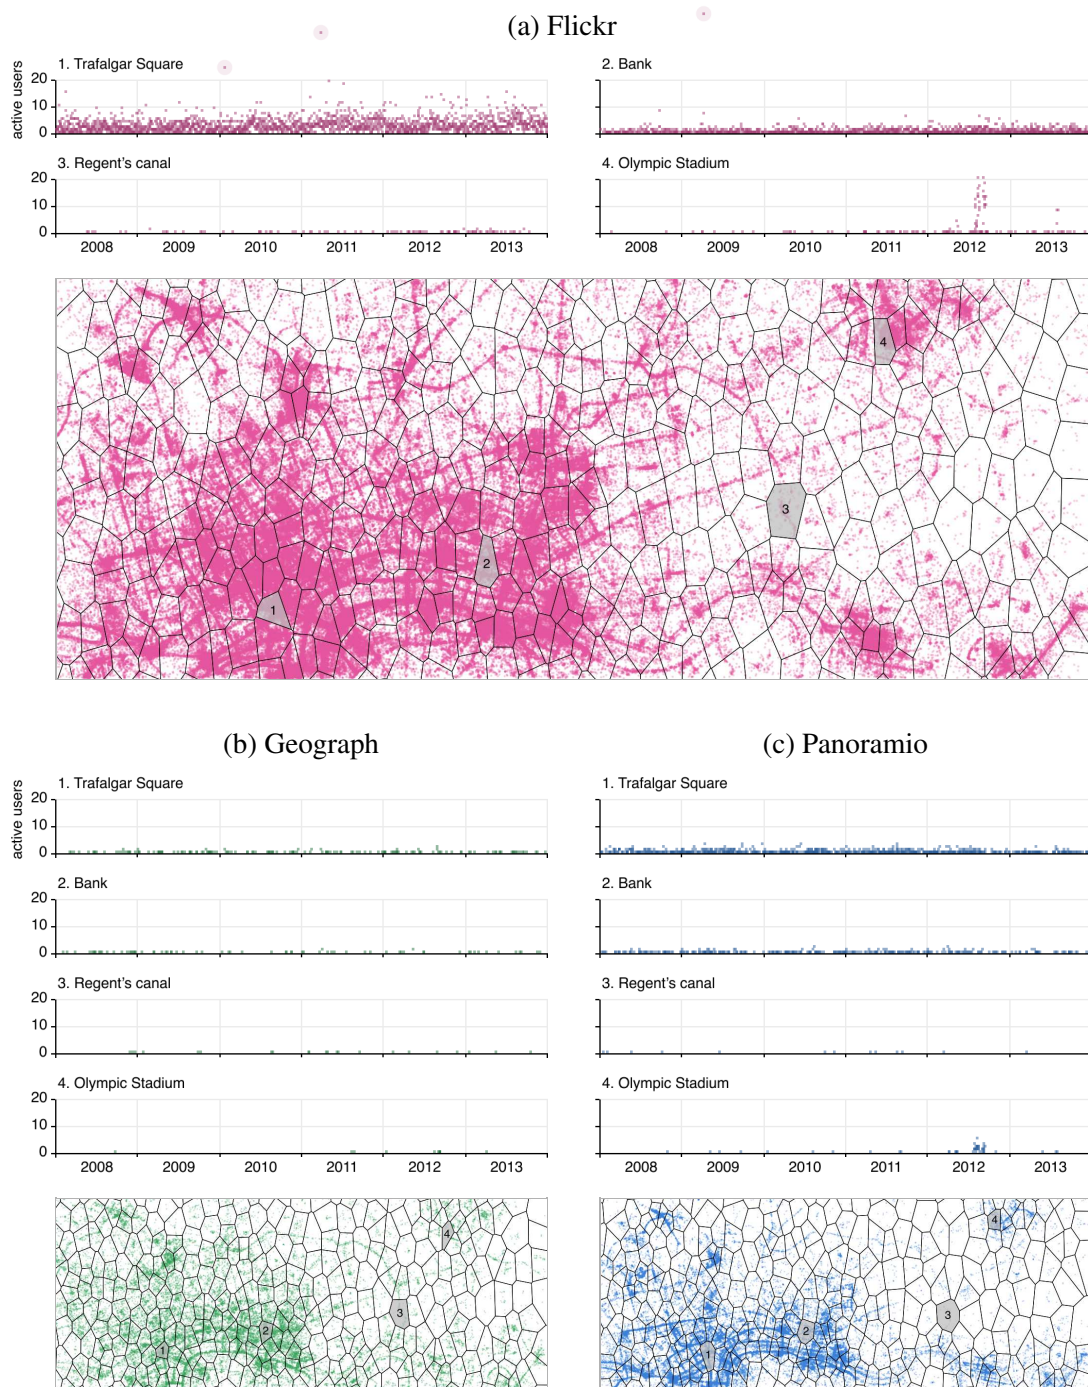 (a) Flickr
1. Trafalgar Square
2. Bank
active users
20
10
0
3. Regent's canal
4. Olympic Stadium
20
10
0
2008 2009 2010 2011 2012 2013
2008 2009 2010 2011 2012 2013
4
3
2
1
(b) Geograph
(c) Panoramio
1. Trafalgar Square
1. Trafalgar Square
active users
20
10
0
2. Bank
2. Bank
20
10
0
3. Regent's canal
3. Regent's canal
20
10
0
4. Olympic Stadium
4. Olympic Stadium
20
10
0
2008 2009 2010 2011 2012 2013
2008 2009 2010 2011 2012 2013
4
3
2
1
4
3
2
1